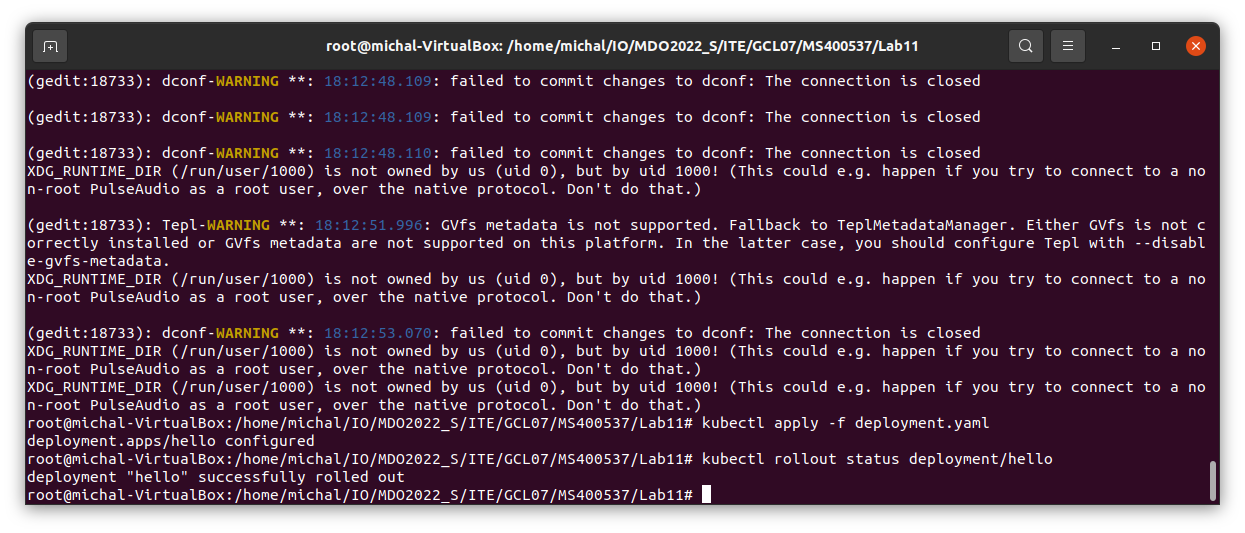 root@michal-VirtualBox: /home/michal/IO/MDO2022_S/ITE/GCL07/MS400537/Lab11
(gedit:18733): dconf-WARNING **: 18:12:48.109: failed to commit changes to dconf: The connection is closed
(gedit:18733): dconf-WARNING **: 18:12:48.109: failed to commit changes to dconf: The connection is closed
(gedit:18733): dconf-WARNING **: 18:12:48.110: failed to commit changes to dconf: The connection is closed
XDG_RUNTIME_DIR (/run/user/1000) is not owned by us (uid 0), but by uid 1000! (This could e.g. happen if you try to connect to a no
n-root PulseAudio as a root user, over the native protocol. Don't do that.)
(gedit:18733): Tepl-WARNING **: 18:12:51.996: GVfs metadata is not supported. Fallback to TeplMetadataManager. Either GVfs is not c
orrectly installed or GVfs metadata are not supported on this platform. In the latter case, you should configure Tepl with --disabl
e-gvfs-metadata.
XDG_RUNTIME_DIR (/run/user/1000) is not owned by us (uid 0), but by uid 1000! (This could e.g. happen if you try to connect to a no
n-root PulseAudio as a root user, over the native protocol. Don't do that.)
(gedit:18733): dconf-WARNING **: 18:12:53.070: failed to commit changes to dconf: The connection is closed
XDG_RUNTIME_DIR (/run/user/1000) is not owned by us (uid 0), but by uid 1000! (This could e.g. happen if you try to connect to a no
n-root PulseAudio as a root user, over the native protocol. Don't do that.)
XDG_RUNTIME_DIR (/run/user/1000) is not owned by us (uid 0), but by uid 1000! (This could e.g. happen if you try to connect to a no
n-root PulseAudio as a root user, over the native protocol. Don't do that.)
root@michal-VirtualBox:/home/michal/IO/MDO2022_S/ITE/GCL07/MS400537/Lab11# kubectl apply -f deployment.yaml
deployment.apps/hello configured
root@michal-VirtualBox:/home/michal/IO/MDO2022_S/ITE/GCL07/MS400537/Lab11# kubectl rollout status deployment/hello
deployment "hello" successfully rolled out
root@michal-VirtualBox:/home/michal/IO/MDO2022_S/ITE/GCL07/MS400537/Lab11#